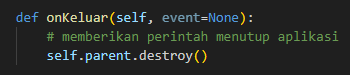 def onKeluar(self, event=None):
    # memberikan perintah menutup aplikasi
    self.parent.destroy()